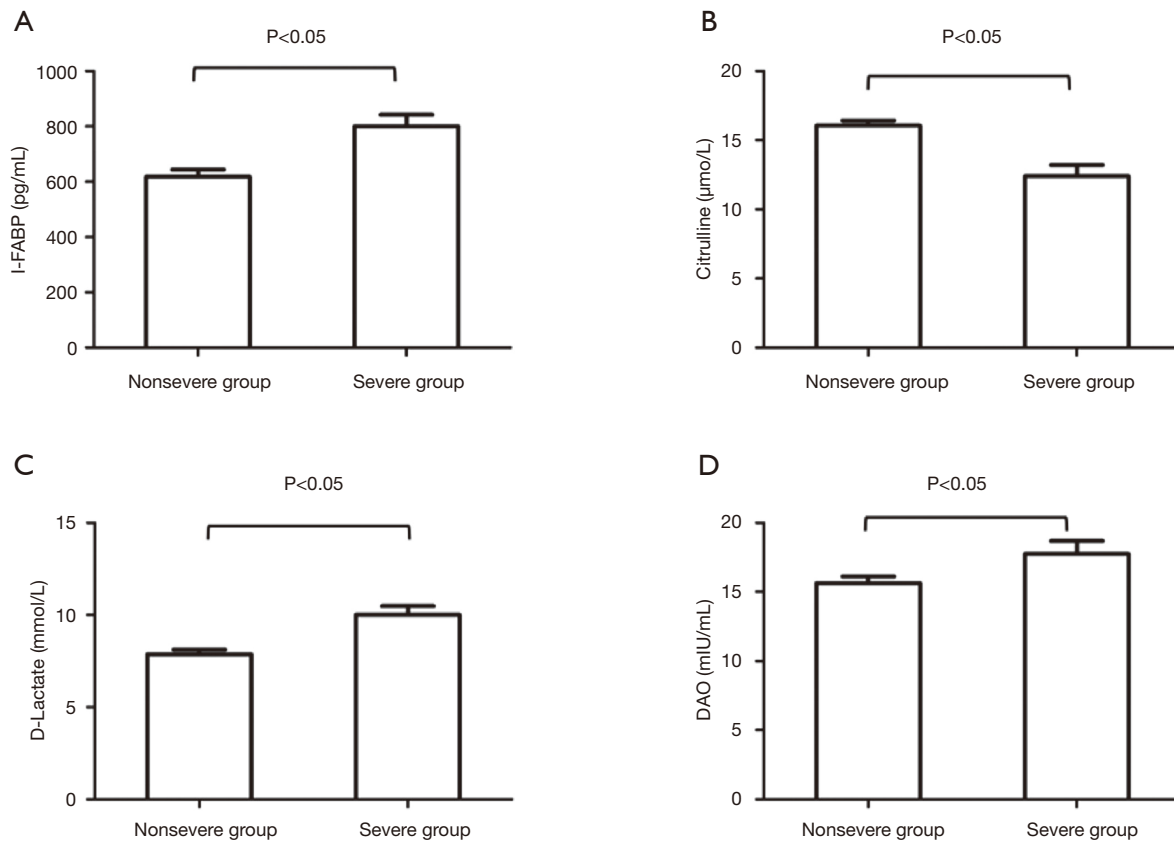 A
P<0.05
1000
800
600
400
200
0
I-FABP (pg/mL)
Nonsevere group Severe group
B
P<0.05
20
15
10
5
0
Citrulline (μmo/L)
Nonsevere group Severe group
C
P<0.05
15
10
5
0
D-Lactate (mmol/L)
Nonsevere group Severe group
D
P<0.05
20
15
10
5
0
DAO (mIU/mL)
Nonsevere group Severe group